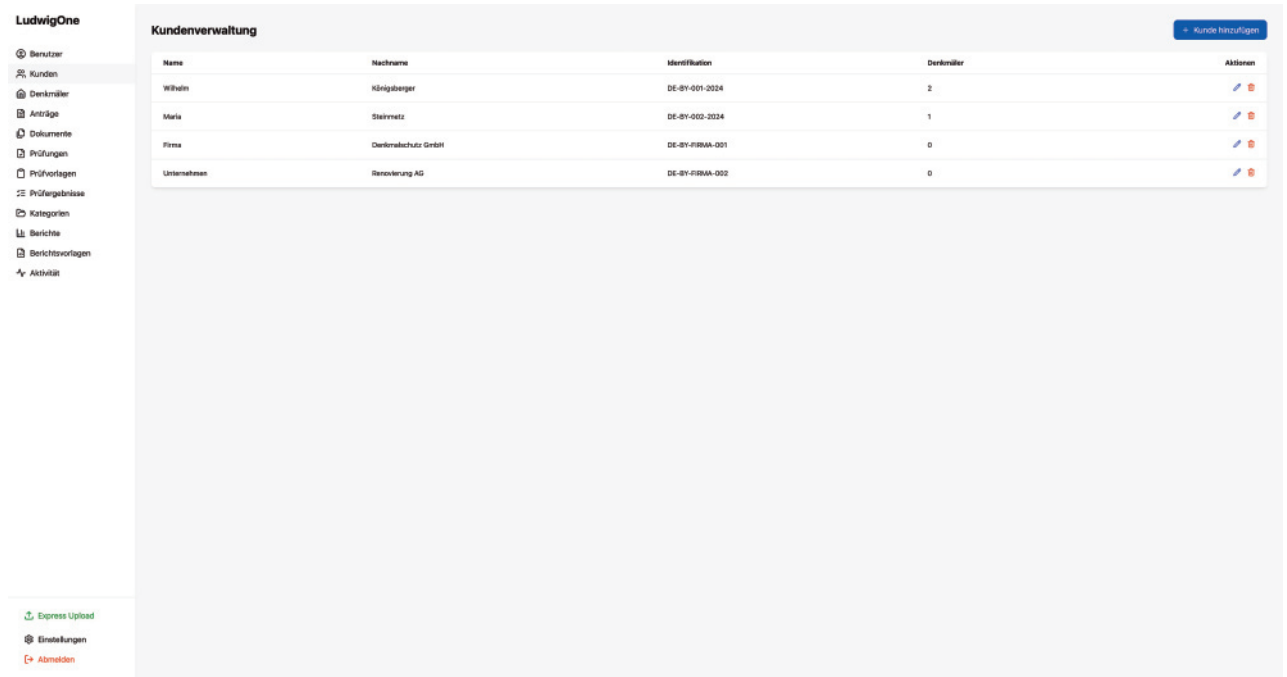 LudwigOne
Benutzer
Kunden
Denkmäler
Anträge
Dokumente
Prüfungen
Prüfvorlagen
Prüfergebnisse
Kategorien
Berichte
Berichtsvorlagen
Aktivität
Express Upload
Einstellungen
Abmelden
Kundenverwaltung
+ Kunde hinzufügen
Name Nachname Identifikation Denkmäler Aktionen
Wilhelm Königsberger DE-BY-001-2024 2
Maria Steinmetz DE-BY-002-2024 1
Firma Denkmalschutz GmbH DE-BY-FIRMA-001 0
Unternehmen Renovierung AG DE-BY-FIRMA-002 0